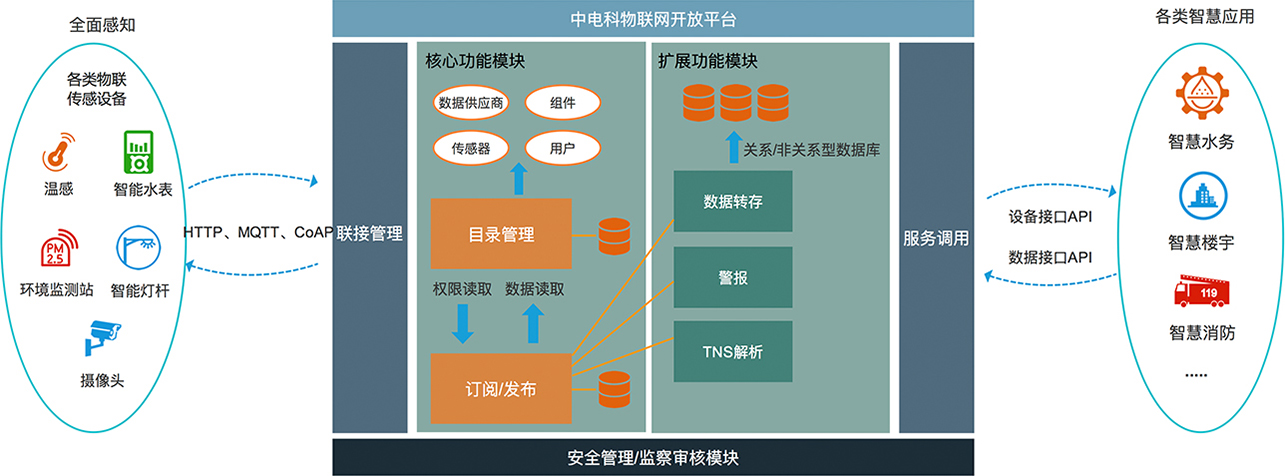 全面感知
各类物联
传感设备
温感
智能水表
PM
2.5
环境监测站
智能灯杆
摄像头
HTTP、MQTT、CoAP
中电科物联网开放平台
联接管理
核心功能模块
数据供应商
组件
传感器
用户
目录管理
权限读取
数据读取
订阅/发布
扩展功能模块
关系/非关系型数据库
数据转存
警报
TNS解析
服务调用
安全管理/监察审核模块
设备接口API
数据接口API
各类智慧应用
智慧水务
智慧楼宇
119
智慧消防
.....